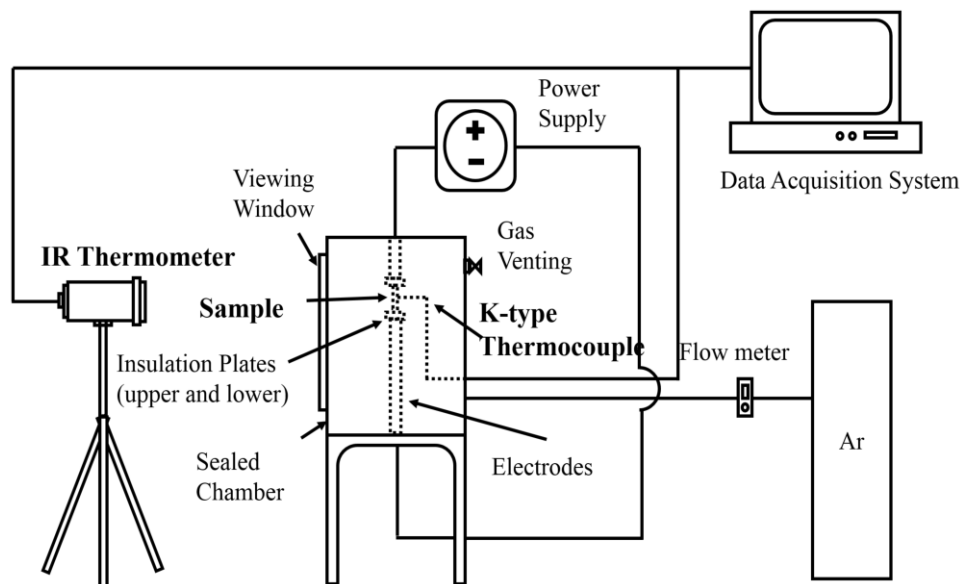 Power
Supply
+
-
Data Acquisition System
Viewing
Window
Gas
Venting
IR Thermometer
Sample
K-type
Thermocouple
Flow meter
Insulation Plates
(upper and lower)
Ar
Sealed
Chamber
Electrodes